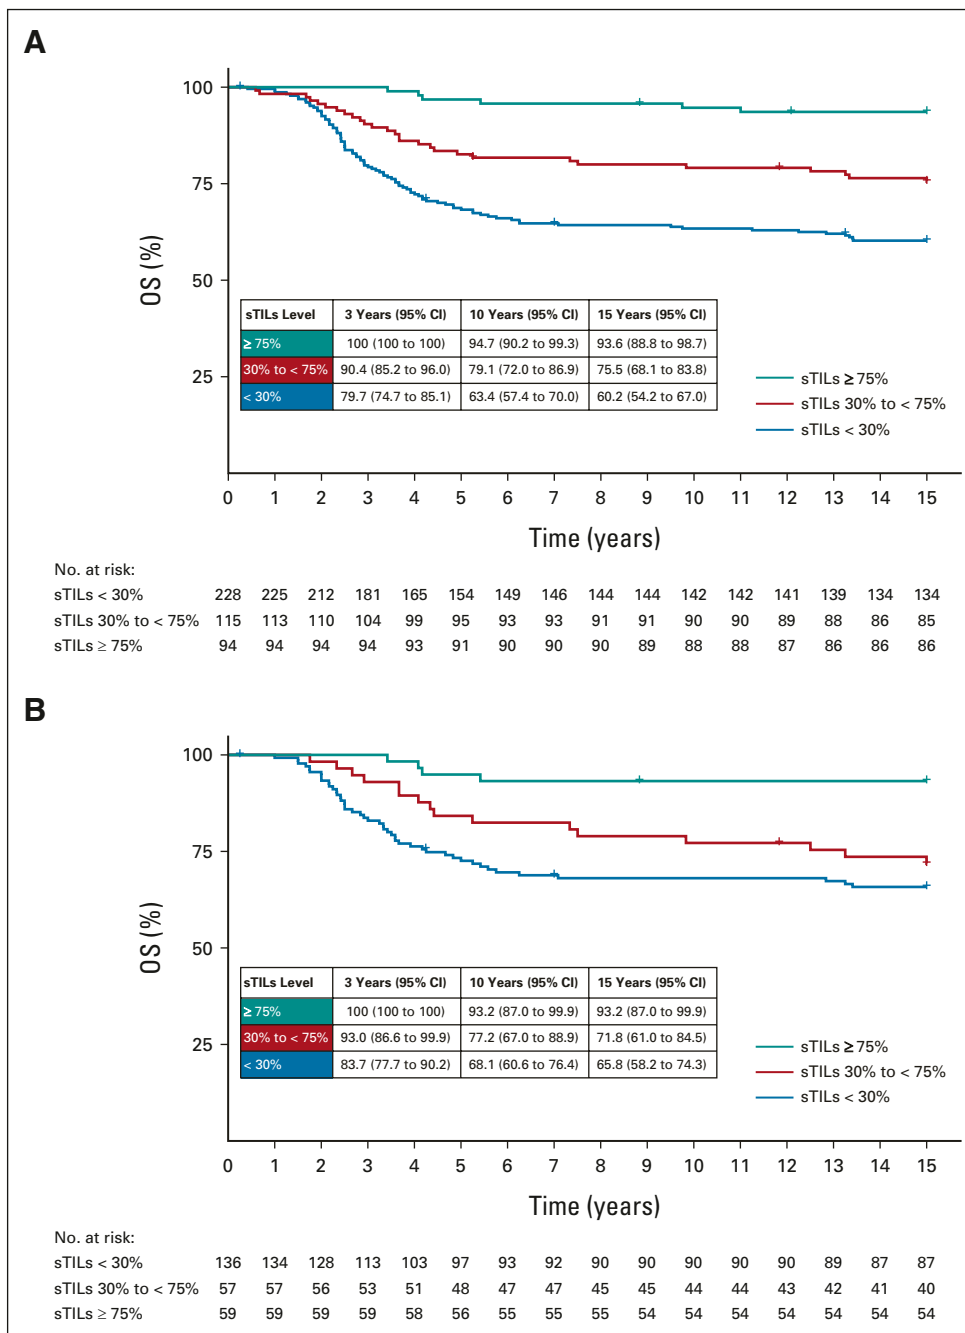 A
100
75
50
25
OS (%)
sTILs Level 3 Years (95% CI) 10 Years (95% CI) 15 Years (95% CI)
≥ 75% 100 (100 to 100) 94.7 (90.2 to 99.3) 93.6 (88.8 to 98.7)
30% to < 75% 90.4 (85.2 to 96.0) 79.1 (72.0 to 86.9) 75.5 (68.1 to 83.8)
< 30% 79.7 (74.7 to 85.1) 63.4 (57.4 to 70.0) 60.2 (54.2 to 67.0)
sTILs ≥ 75%
sTILs 30% to < 75%
sTILs < 30%
0 1 2 3 4 5 6 7 8 9 10 11 12 13 14 15
Time (years)
No. at risk:
sTILs < 30% 228 225 212 181 165 154 149 146 144 144 142 142 141 139 134 134
sTILs 30% to < 75% 115 113 110 104 99 95 93 93 91 91 90 90 89 88 86 85
sTILs ≥ 75% 94 94 94 94 93 91 90 90 90 89 88 88 87 86 86 86
B
100
75
50
25
OS (%)
sTILs Level 3 Years (95% CI) 10 Years (95% CI) 15 Years (95% CI)
≥ 75% 100 (100 to 100) 93.2 (87.0 to 99.9) 93.2 (87.0 to 99.9)
30% to < 75% 93.0 (86.6 to 99.9) 77.2 (67.0 to 88.9) 71.8 (61.0 to 84.5)
< 30% 83.7 (77.7 to 90.2) 68.1 (60.6 to 76.4) 65.8 (58.2 to 74.3)
sTILs ≥ 75%
sTILs 30% to < 75%
sTILs < 30%
0 1 2 3 4 5 6 7 8 9 10 11 12 13 14 15
Time (years)
No. at risk:
sTILs < 30% 136 134 128 113 103 97 93 92 90 90 90 90 90 89 87 87
sTILs 30% to < 75% 57 57 56 53 51 48 47 47 45 45 44 44 43 42 41 40
sTILs ≥ 75% 59 59 59 59 58 56 55 55 55 54 54 54 54 54 54 54